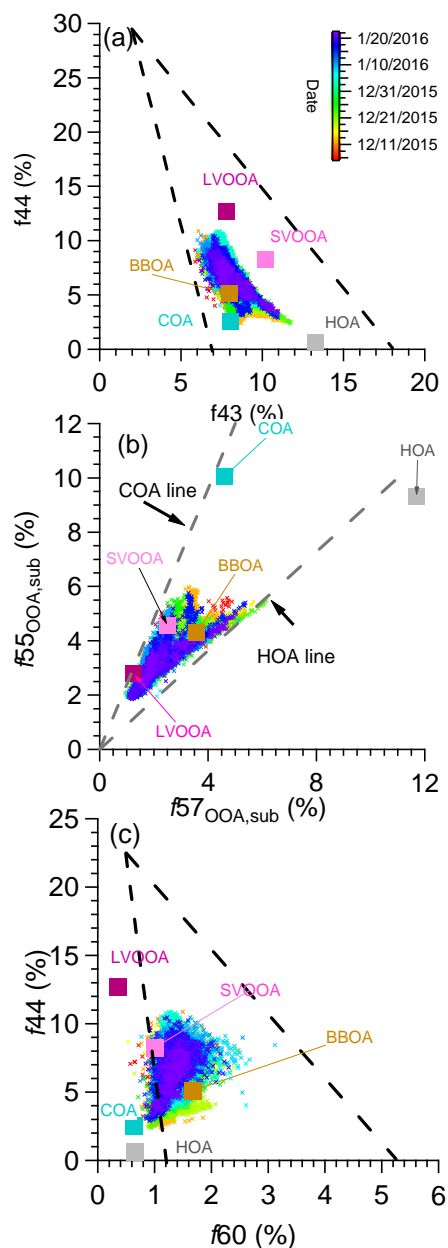 (a)
30
25
20
15
10
5
0
f44 (%)
1/20/2016
1/10/2016
12/31/2015
12/21/2015
12/11/2015
Date
LVOOA
SVOOA
BBOA
COA
HOA
0 5 10 15 20
f43 (%)
(b)
12
10
8
6
4
2
0
f55OOA,sub (%)
COA
HOA
COA line
SVOOA
BBOA
HOA line
LVOOA
0 4 8 12
f57OOA,sub (%)
(c)
25
20
15
10
5
0
f44 (%)
LVOOA
SVOOA
BBOA
COA
HOA
0 1 2 3 4 5 6
f60 (%)